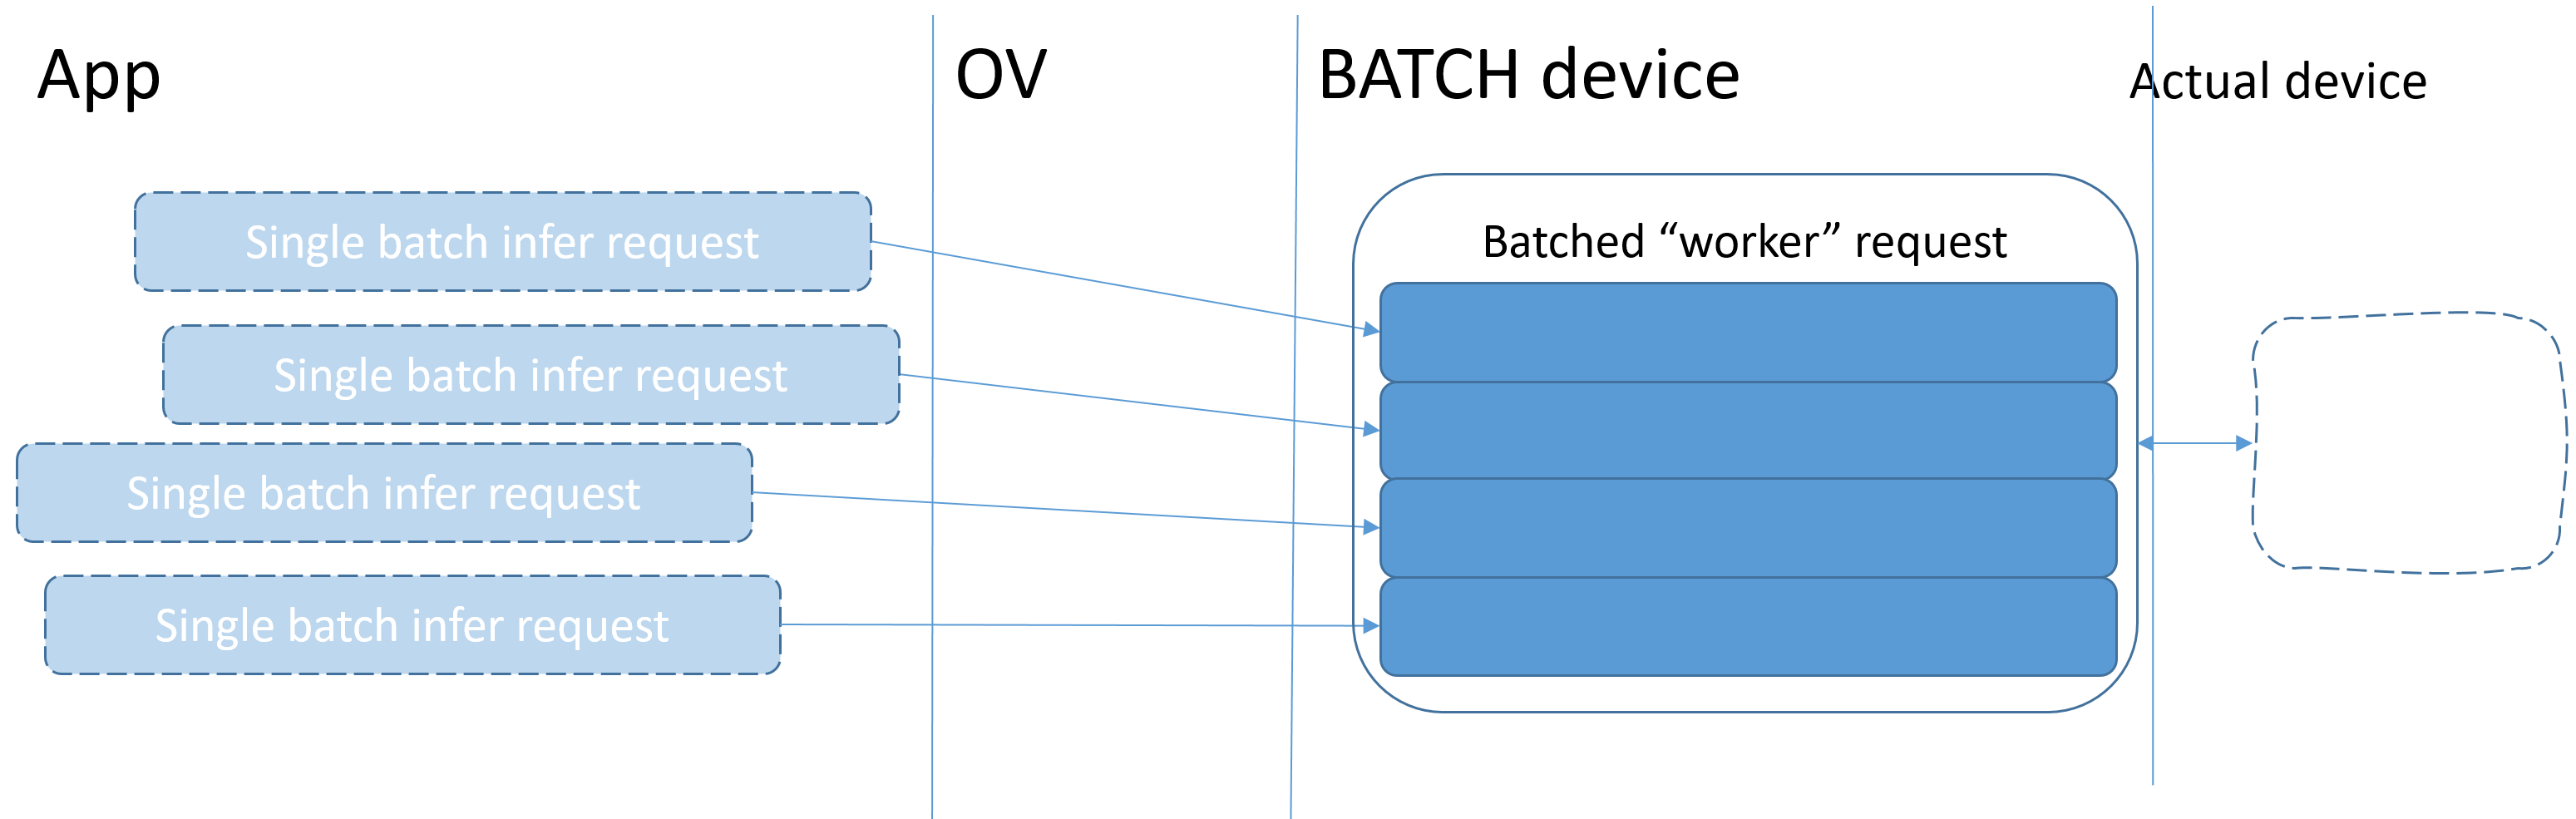 App
OV
BATCH device
Actual device
Single batch infer request
Batched “worker” request
Single batch infer request
Single batch infer request
Single batch infer request